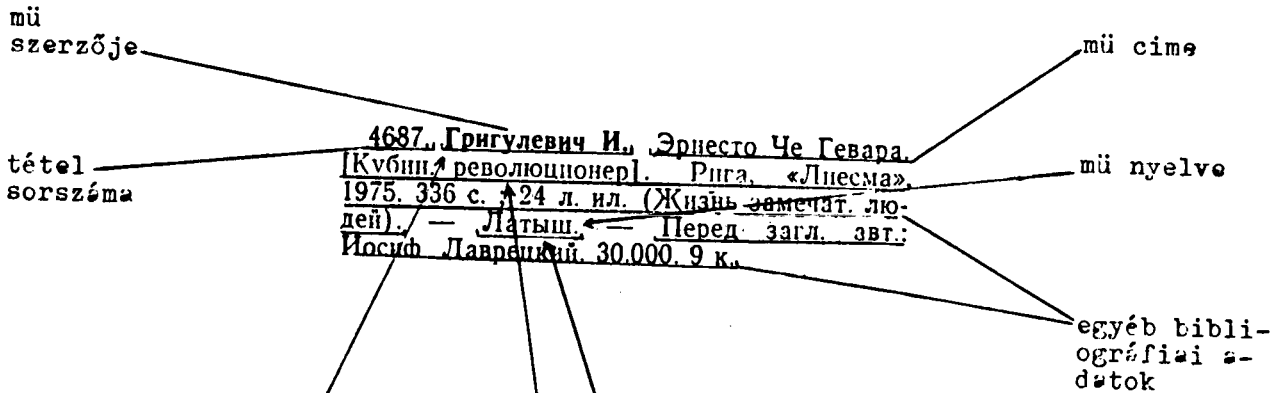 mü
szerzője
mü cime
4687. Григулевич И. Эрнесто Че Гевара.
tétel
sorszáma
[Кубин. революционер]. Рига, «Лиесма»,
mü nyelve
1975. 336 с. ; 24 л. ил. (Жизнь замечат. лю-
дей). — Латыш. — Перед загл. авт.:
Иосиф Лаврецкий. 30.000. 9 к.
egyéb bibli-
ográfiai a-
datok